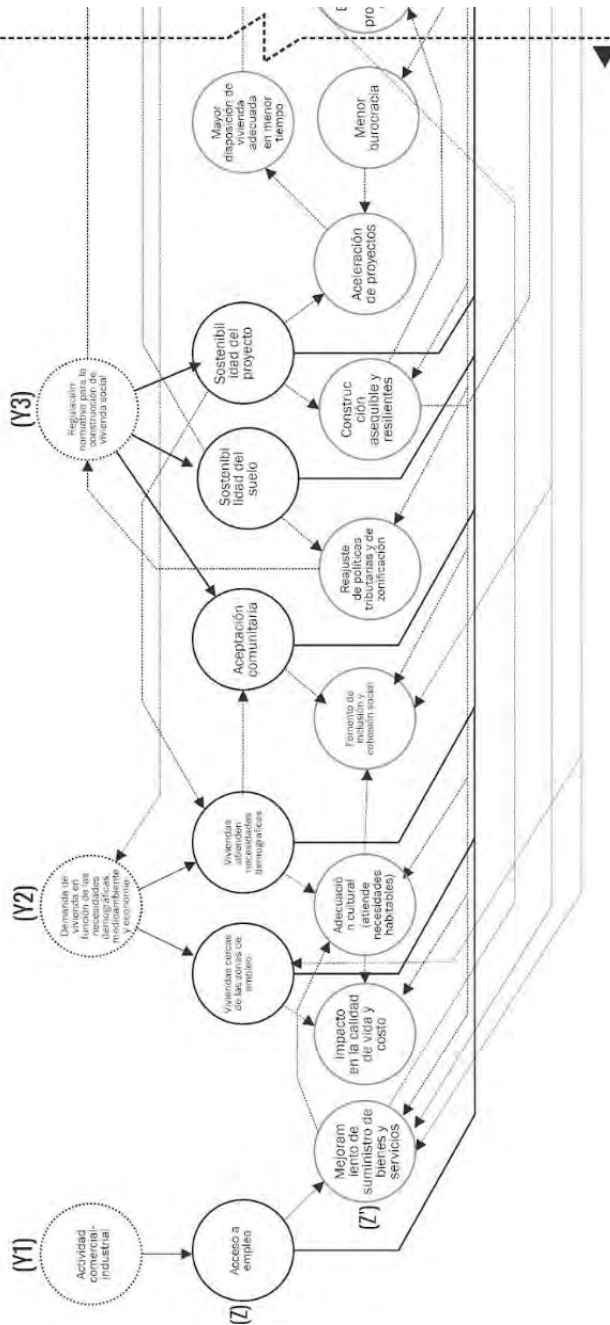 (Y1)
Actividad
comercial-
industrial
(Y2)
Demanda de
vivienda en
función de las
necesidades
demográficas,
medioambiente
y economía
(Y3)
Regulación
normativa para la
construcción de
vivienda social
(Z)
Acceso a
empleo
Viviendas cercas
de las zonas de
empleo
Viviendas
atienden
necesidades
demográficas
Aceptación
comunitaria
Sostenibi
lidad del
suelo
Sostenibil
idad del
proyecto
Mayor
disposición de
vivienda
adecuada
en menor
tiempo
(Z')
Mejoram
iento de
suministro de
bienes y
servicios
Impacto
en la calidad
de vida y
costo
Adecuació
n cultural
(atiende
necesidades
habitables)
Fomento de
inclusión y
cohesión social
Reajuste
de políticas
tributarias y de
zonificación
Construc
ción
asequible y
resilientes
Aceleración
de proyectos
Menor
burocracia